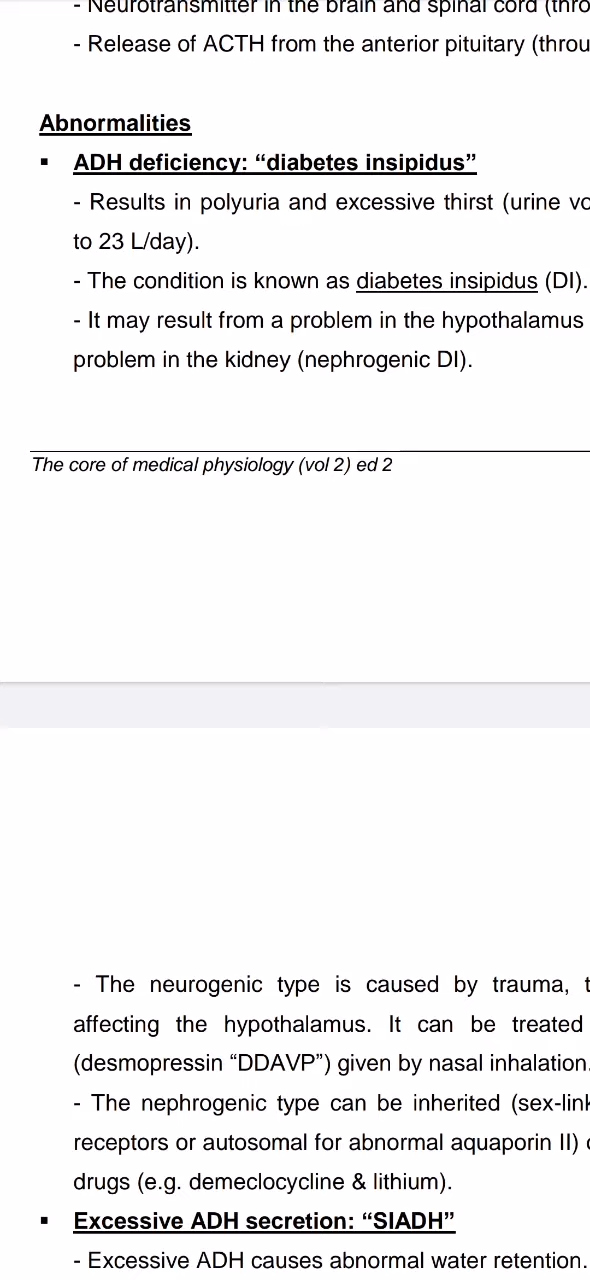 - Neurotransmitter in the brain and spinal cord
- Release of ACTH from the anterior pituitary
Abnormalities
▪ ADH deficiency: “diabetes insipidus”
- Results in polyuria and excessive thirst (urine
to 23 L/day).
- The condition is known as diabetes insipidus (DI).
- It may result from a problem in the hypothalamus
problem in the kidney (nephrogenic DI).
The core of medical physiology (vol 2) ed 2
- The neurogenic type is caused by trauma,
affecting the hypothalamus. It can be treated
(desmopressin “DDAVP”) given by nasal inhalation.
- The nephrogenic type can be inherited
receptors or autosomal for abnormal aquaporin II)
drugs (e.g. demeclocycline & lithium).
▪ Excessive ADH secretion: “SIADH”
- Excessive ADH causes abnormal water retention.